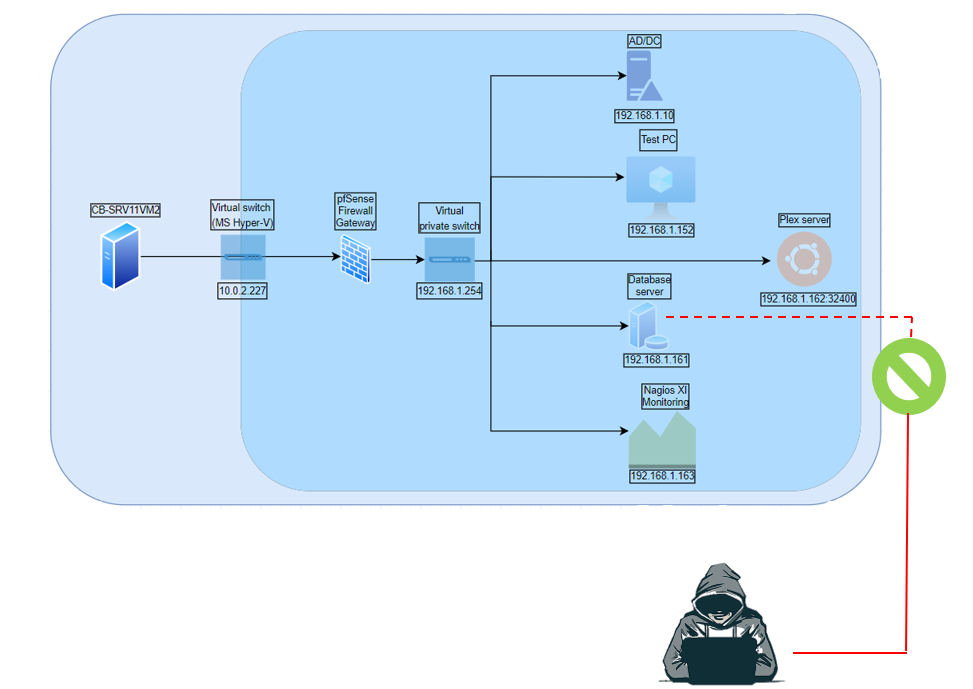 AD/DC
192.168.1.10
Test PC
192.168.1.152
CB-SRV11VM2
Virtual switch
(MS Hyper-V)
10.0.2.227
pfSense
Firewall
Gateway
Virtual
private switch
192.168.1.254
Plex server
192.168.1.162:32400
Database
server
192.168.1.161
Nagios XI
Monitoring
192.168.1.163